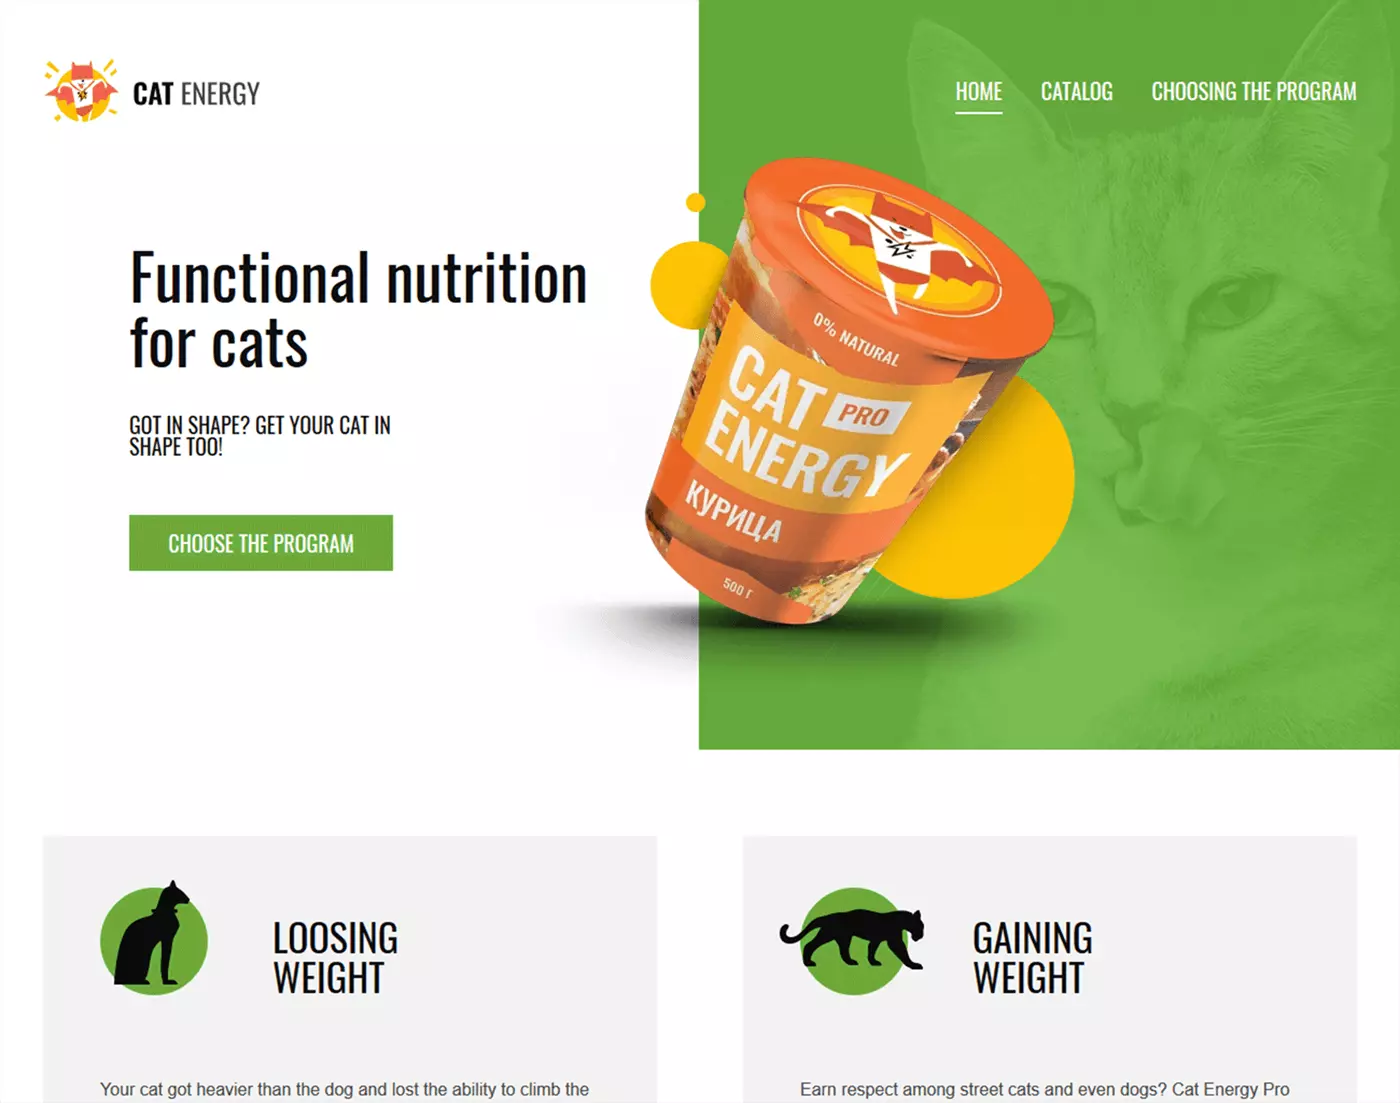 CAT ENERGY
HOME CATALOG CHOOSING THE PROGRAM
Functional nutrition
for cats
GOT IN SHAPE? GET YOUR CAT IN
SHAPE TOO!
CHOOSE THE PROGRAM
0% NATURAL
CAT PRO
ENERGY
КУРИЦА
500 Г
LOOSING
WEIGHT
Your cat got heavier than the dog and lost the ability to climb the
GAINING
WEIGHT
Earn respect among street cats and even dogs? Cat Energy Pro